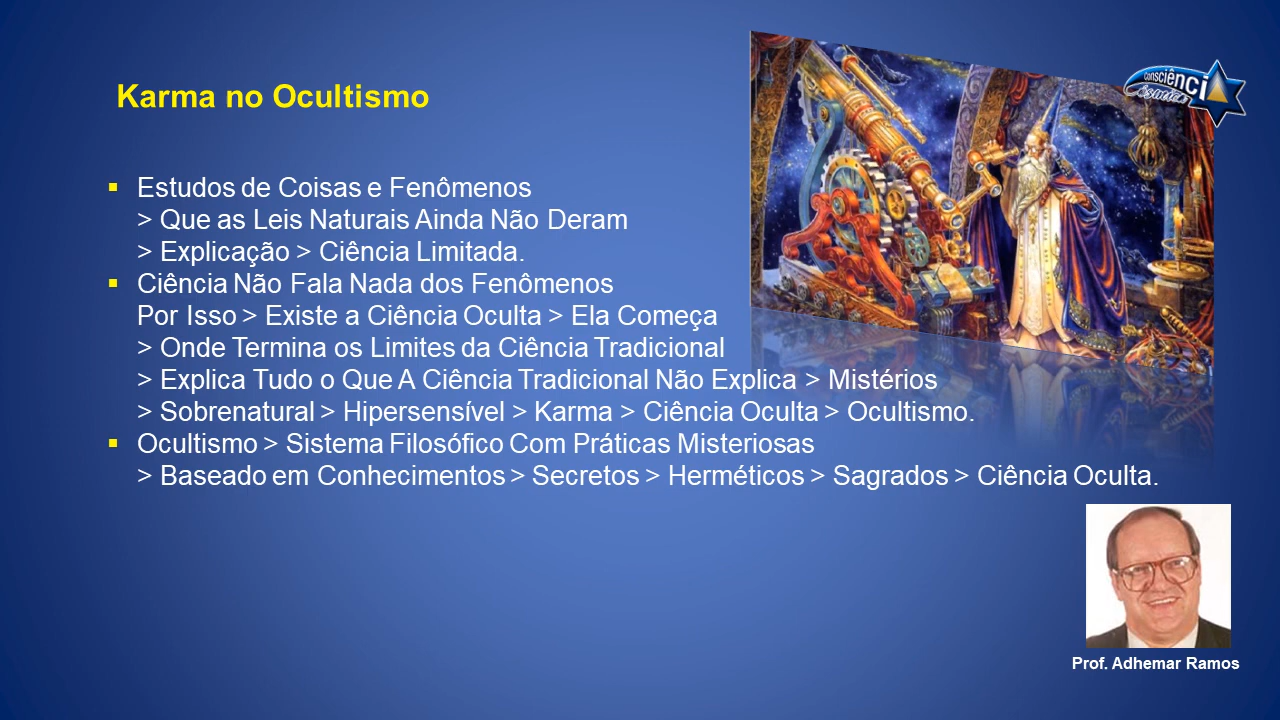 Karma no Ocultismo
Consciênci
Cósmica
▪ Estudos de Coisas e Fenômenos
> Que as Leis Naturais Ainda Não Deram
> Explicação > Ciência Limitada.
▪ Ciência Não Fala Nada dos Fenômenos
Por Isso > Existe a Ciência Oculta > Ela Começa
> Onde Termina os Limites da Ciência Tradicional
> Explica Tudo o Que A Ciência Tradicional Não Explica > Mistérios
> Sobrenatural > Hipersensível > Karma > Ciência Oculta > Ocultismo.
▪ Ocultismo > Sistema Filosófico Com Práticas Misteriosas
> Baseado em Conhecimentos > Secretos > Herméticos > Sagrados > Ciência Oculta.
Prof. Adhemar Ramos